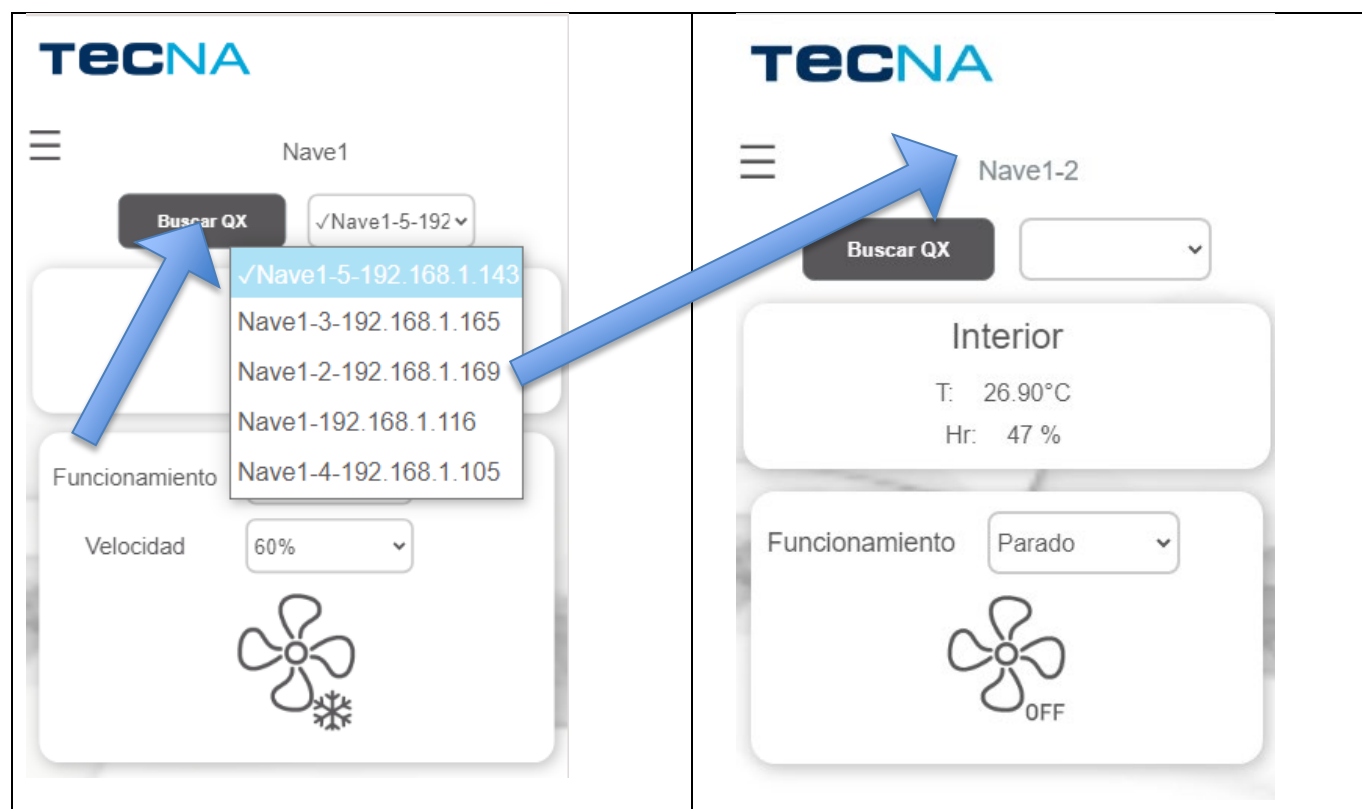 TECNA
Nave1
Buscar QX
✓Nave1-5-192
✓Nave1-5-192.168.1.143
Nave1-3-192.168.1.165
Nave1-2-192.168.1.169
Nave1-192.168.1.116
Nave1-4-192.168.1.105
Funcionamiento
Velocidad 60%
TECNA
Nave1-2
Buscar QX
Interior
T: 26.90°C
Hr: 47 %
Funcionamiento Parado
OFF